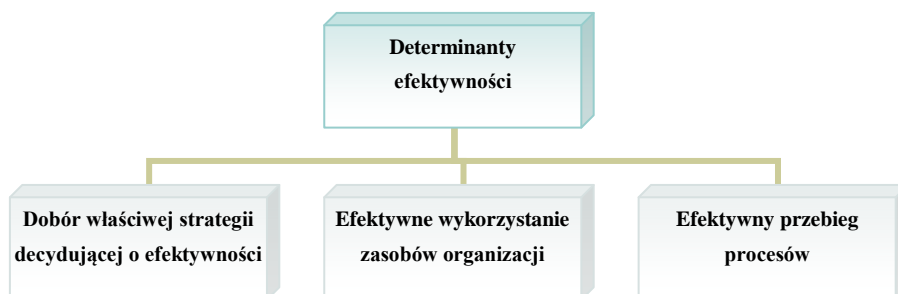 Determinanty
efektywności
Dobór właściwej strategii
decydującej o efektywności
Efektywne wykorzystanie
zasobów organizacji
Efektywny przebieg
procesów